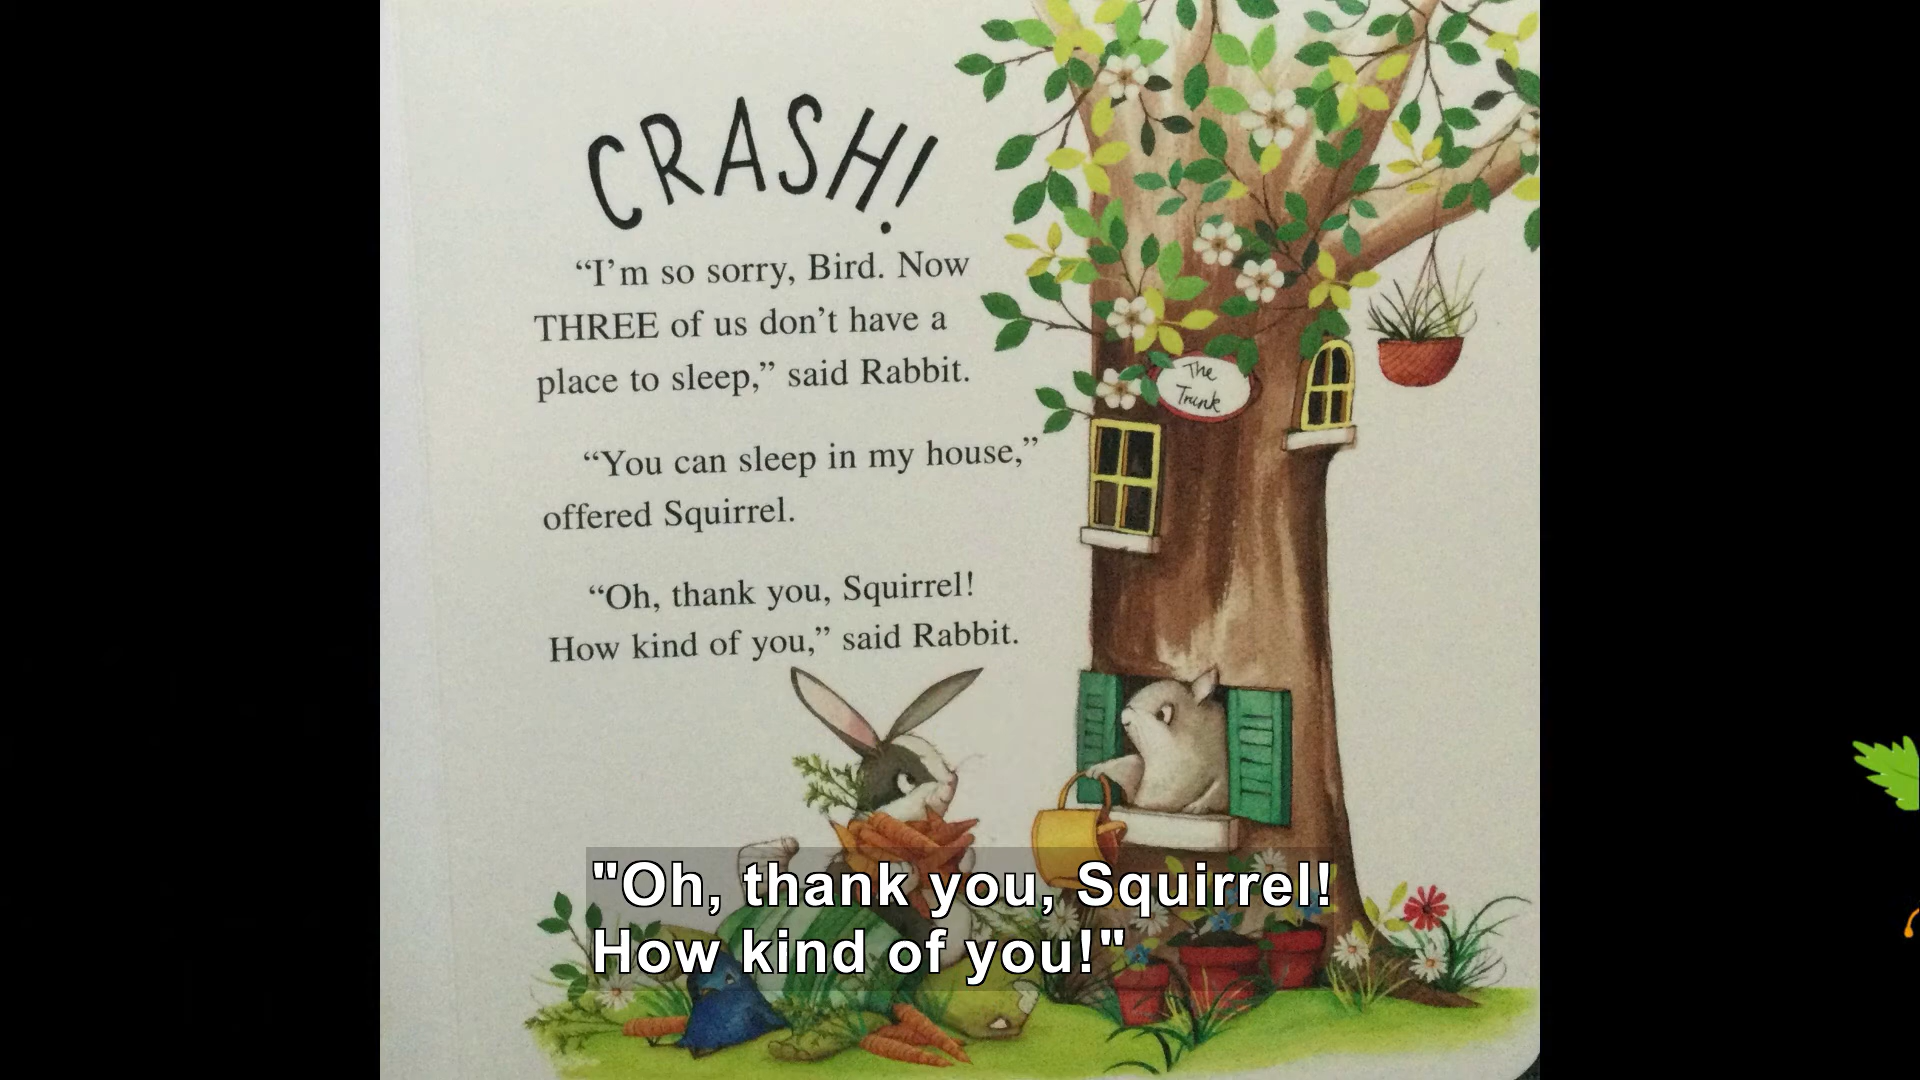 CRASH!
“I’m so sorry, Bird. Now
THREE of us don’t have a
place to sleep,” said Rabbit.
“You can sleep in my house,”
offered Squirrel.
“Oh, thank you, Squirrel!
How kind of you,” said Rabbit.
The
Trunk
"Oh, thank you, Squirrel!
How kind of you!"